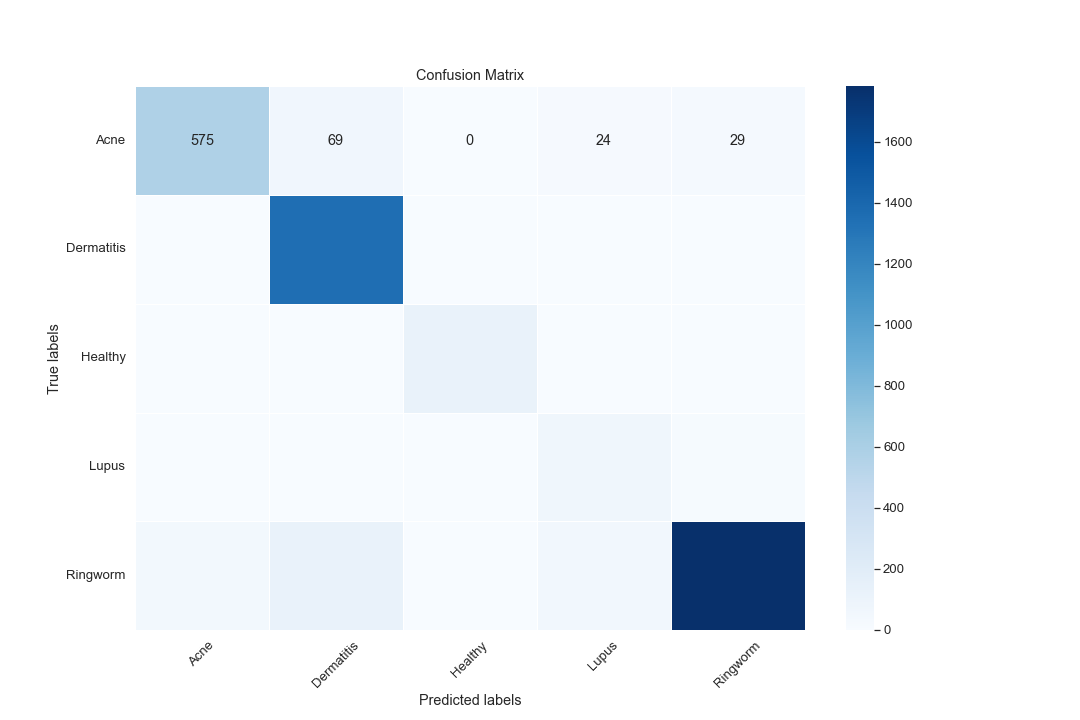 Confusion Matrix
Acne 575 69 0 24 29
Dermatitis
Healthy
Lupus
Ringworm
True labels
Acne Dermatitis Healthy Lupus Ringworm
Predicted labels
1600
1400
1200
1000
800
600
400
200
0